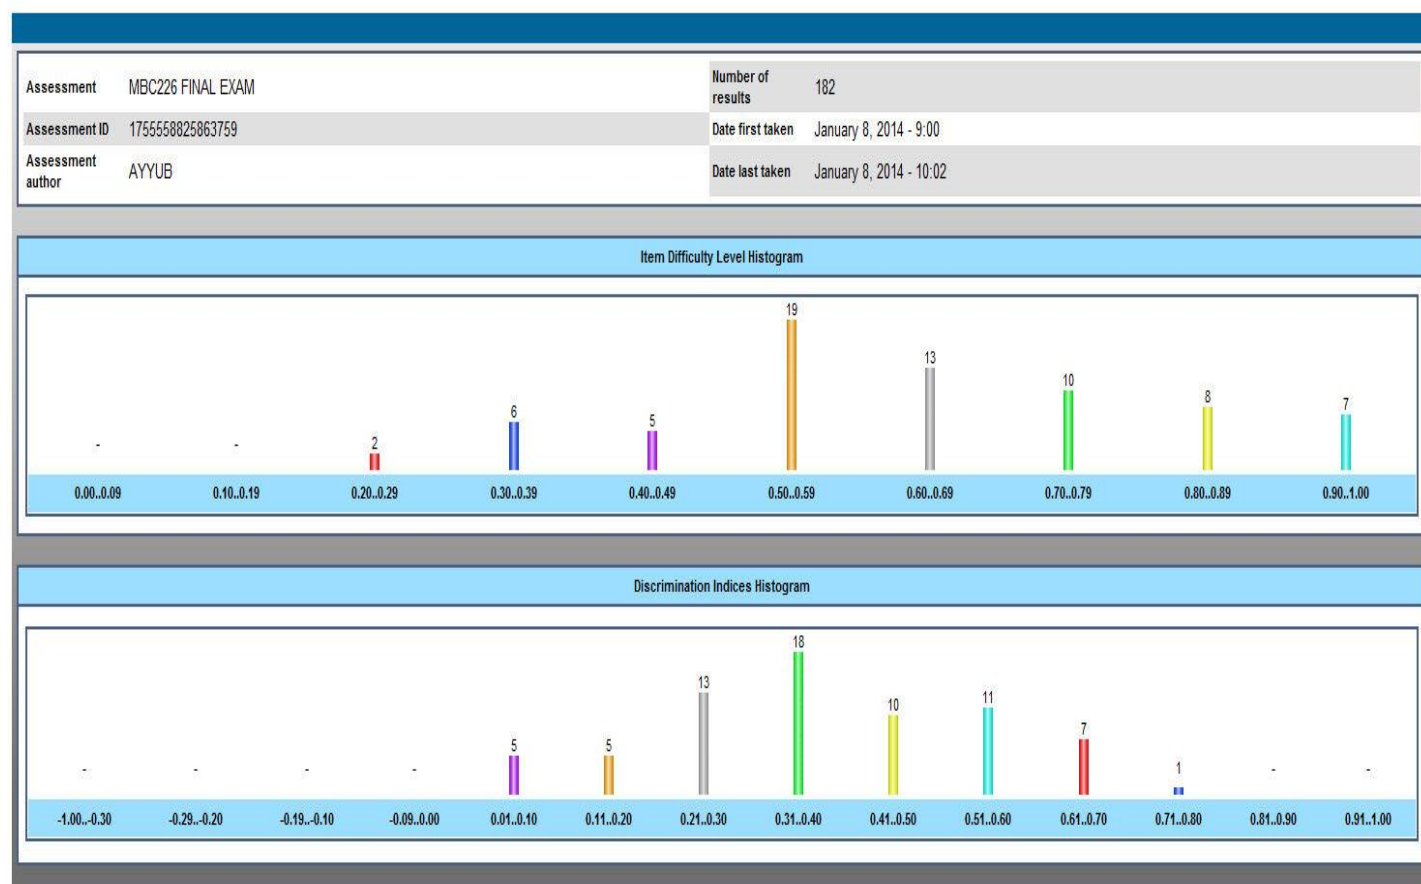 Assessment MBC226 FINAL EXAM Number of results 182
Assessment ID 1755558825863759 Date first taken January 8, 2014 - 9:00
Assessment author AYYUB Date last taken January 8, 2014 - 10:02
Item Difficulty Level Histogram
- - 2 6 5 19 13 10 8 7
0.00..0.09 0.10..0.19 0.20..0.29 0.30..0.39 0.40..0.49 0.50..0.59 0.60..0.69 0.70..0.79 0.80..0.89 0.90..1.00
Discrimination Indices Histogram
- - - - 5 5 13 18 10 11 7 1 - -
-1.00..-0.30 -0.29..-0.20 -0.19..-0.10 -0.09..0.00 0.01..0.10 0.11..0.20 0.21..0.30 0.31..0.40 0.41..0.50 0.51..0.60 0.61..0.70 0.71..0.80 0.81..0.90 0.91..1.00